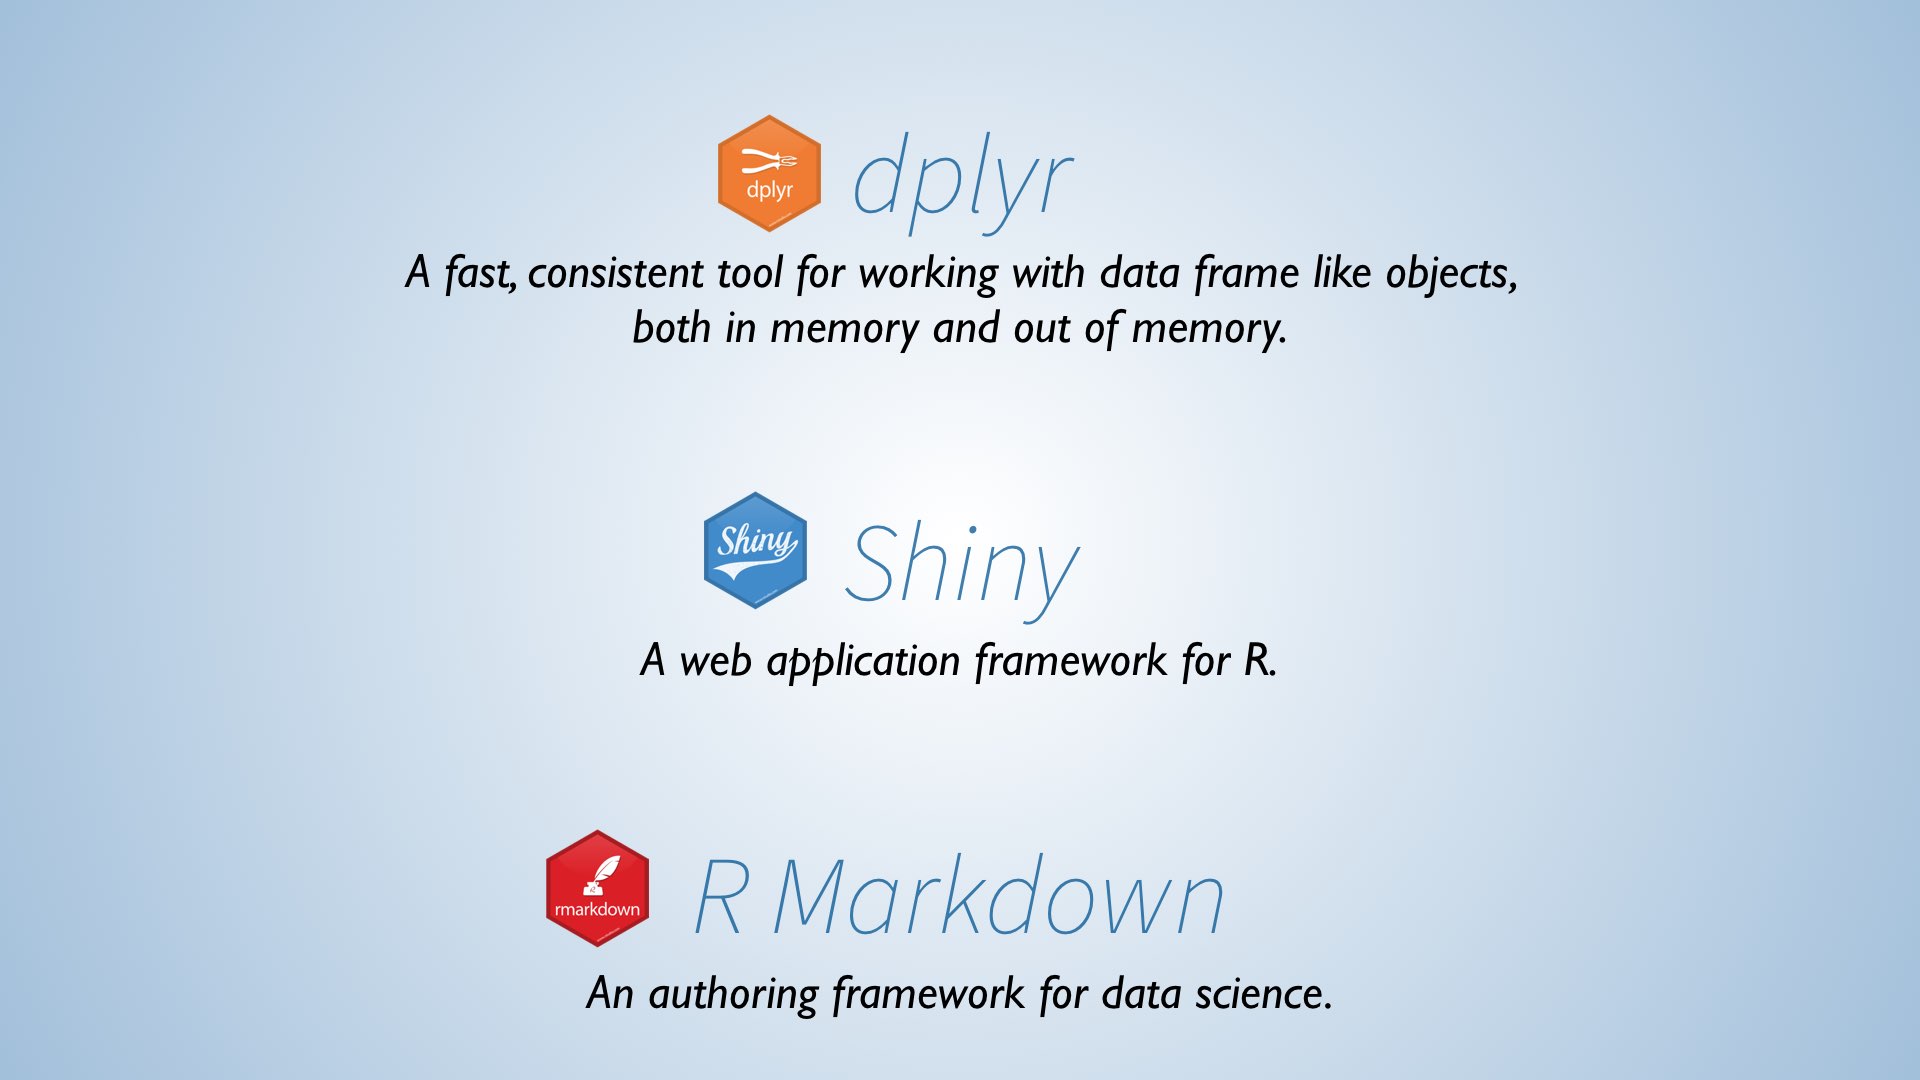 dplyr
dplyr
A fast, consistent tool for working with data frame like objects,
both in memory and out of memory.
Shiny
Shiny
A web application framework for R.
rmarkdown
R Markdown
An authoring framework for data science.